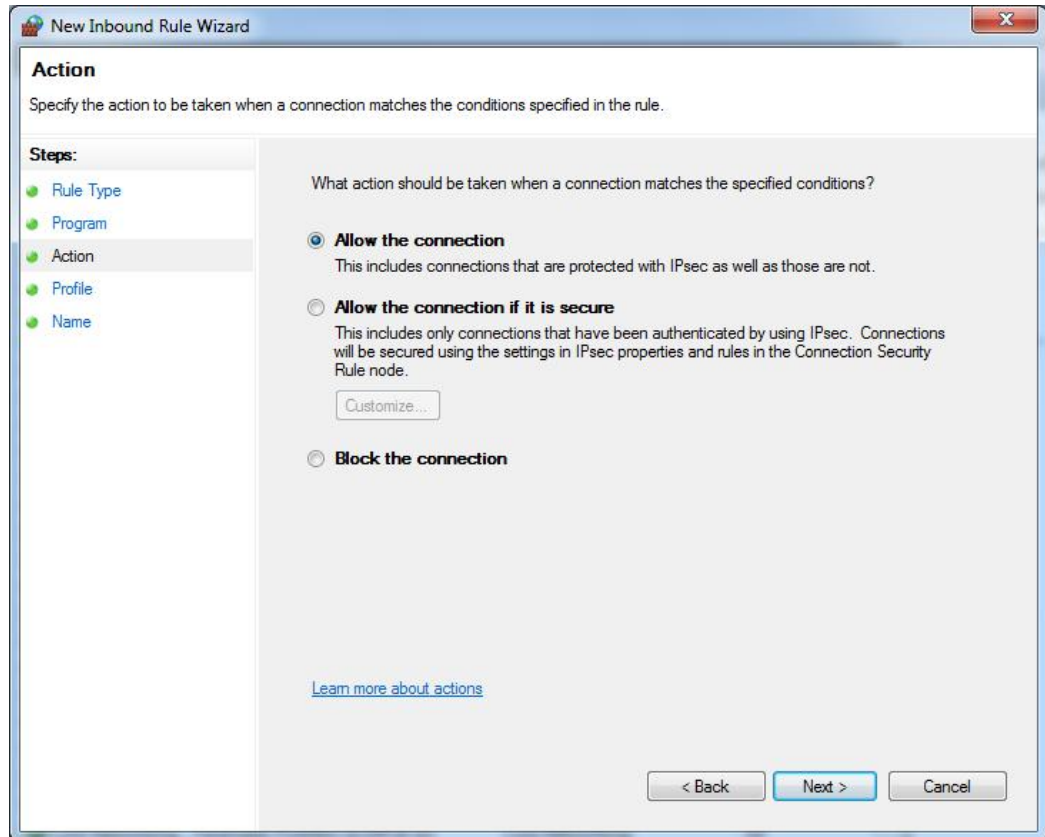 New Inbound Rule Wizard
Action
Specify the action to be taken when a connection matches the conditions specified in the rule.
Steps:
Rule Type
Program
Action
Profile
Name
What action should be taken when a connection matches the specified conditions?
Allow the connection
This includes connections that are protected with IPsec as well as those are not.
Allow the connection if it is secure
This includes only connections that have been authenticated by using IPsec. Connections
will be secured using the settings in IPsec properties and rules in the Connection Security
Rule node.
Customize...
Block the connection
Learn more about actions
< Back
Next >
Cancel